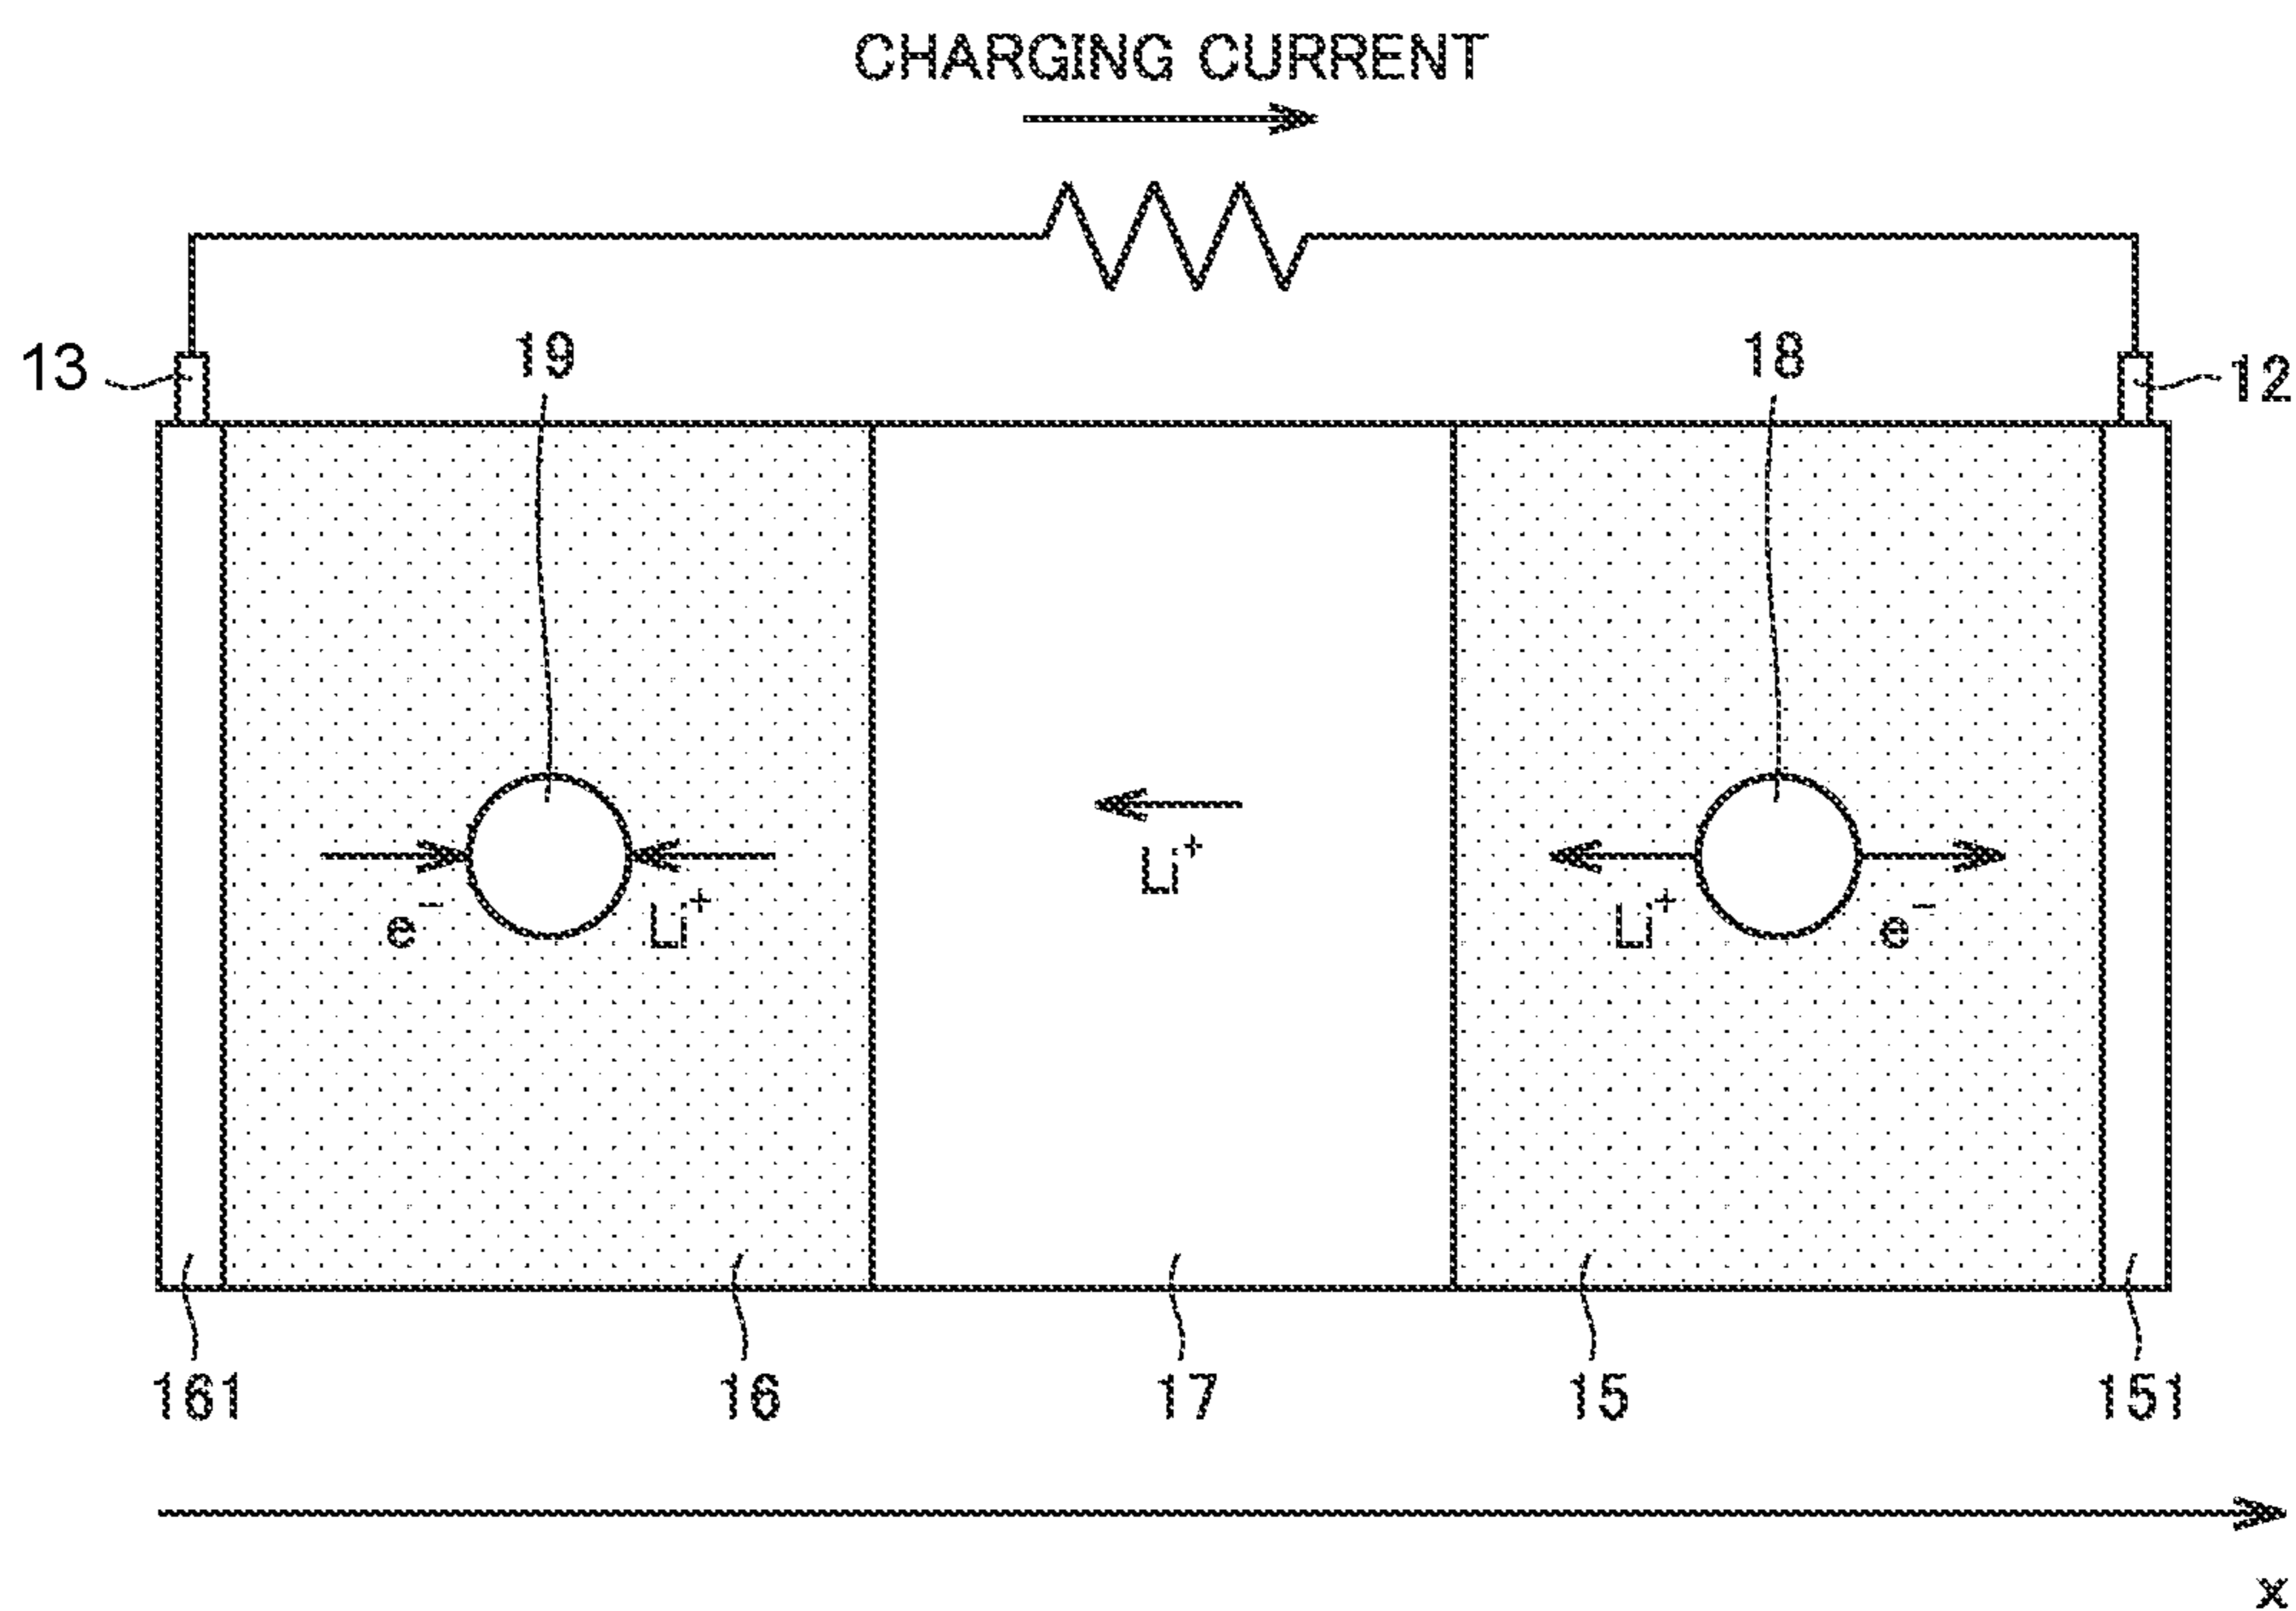 CHARGING CURRENT
13
19
18
12
e⁻
Li⁺
Li⁺
Li⁺
e⁻
161
16
17
15
151
x